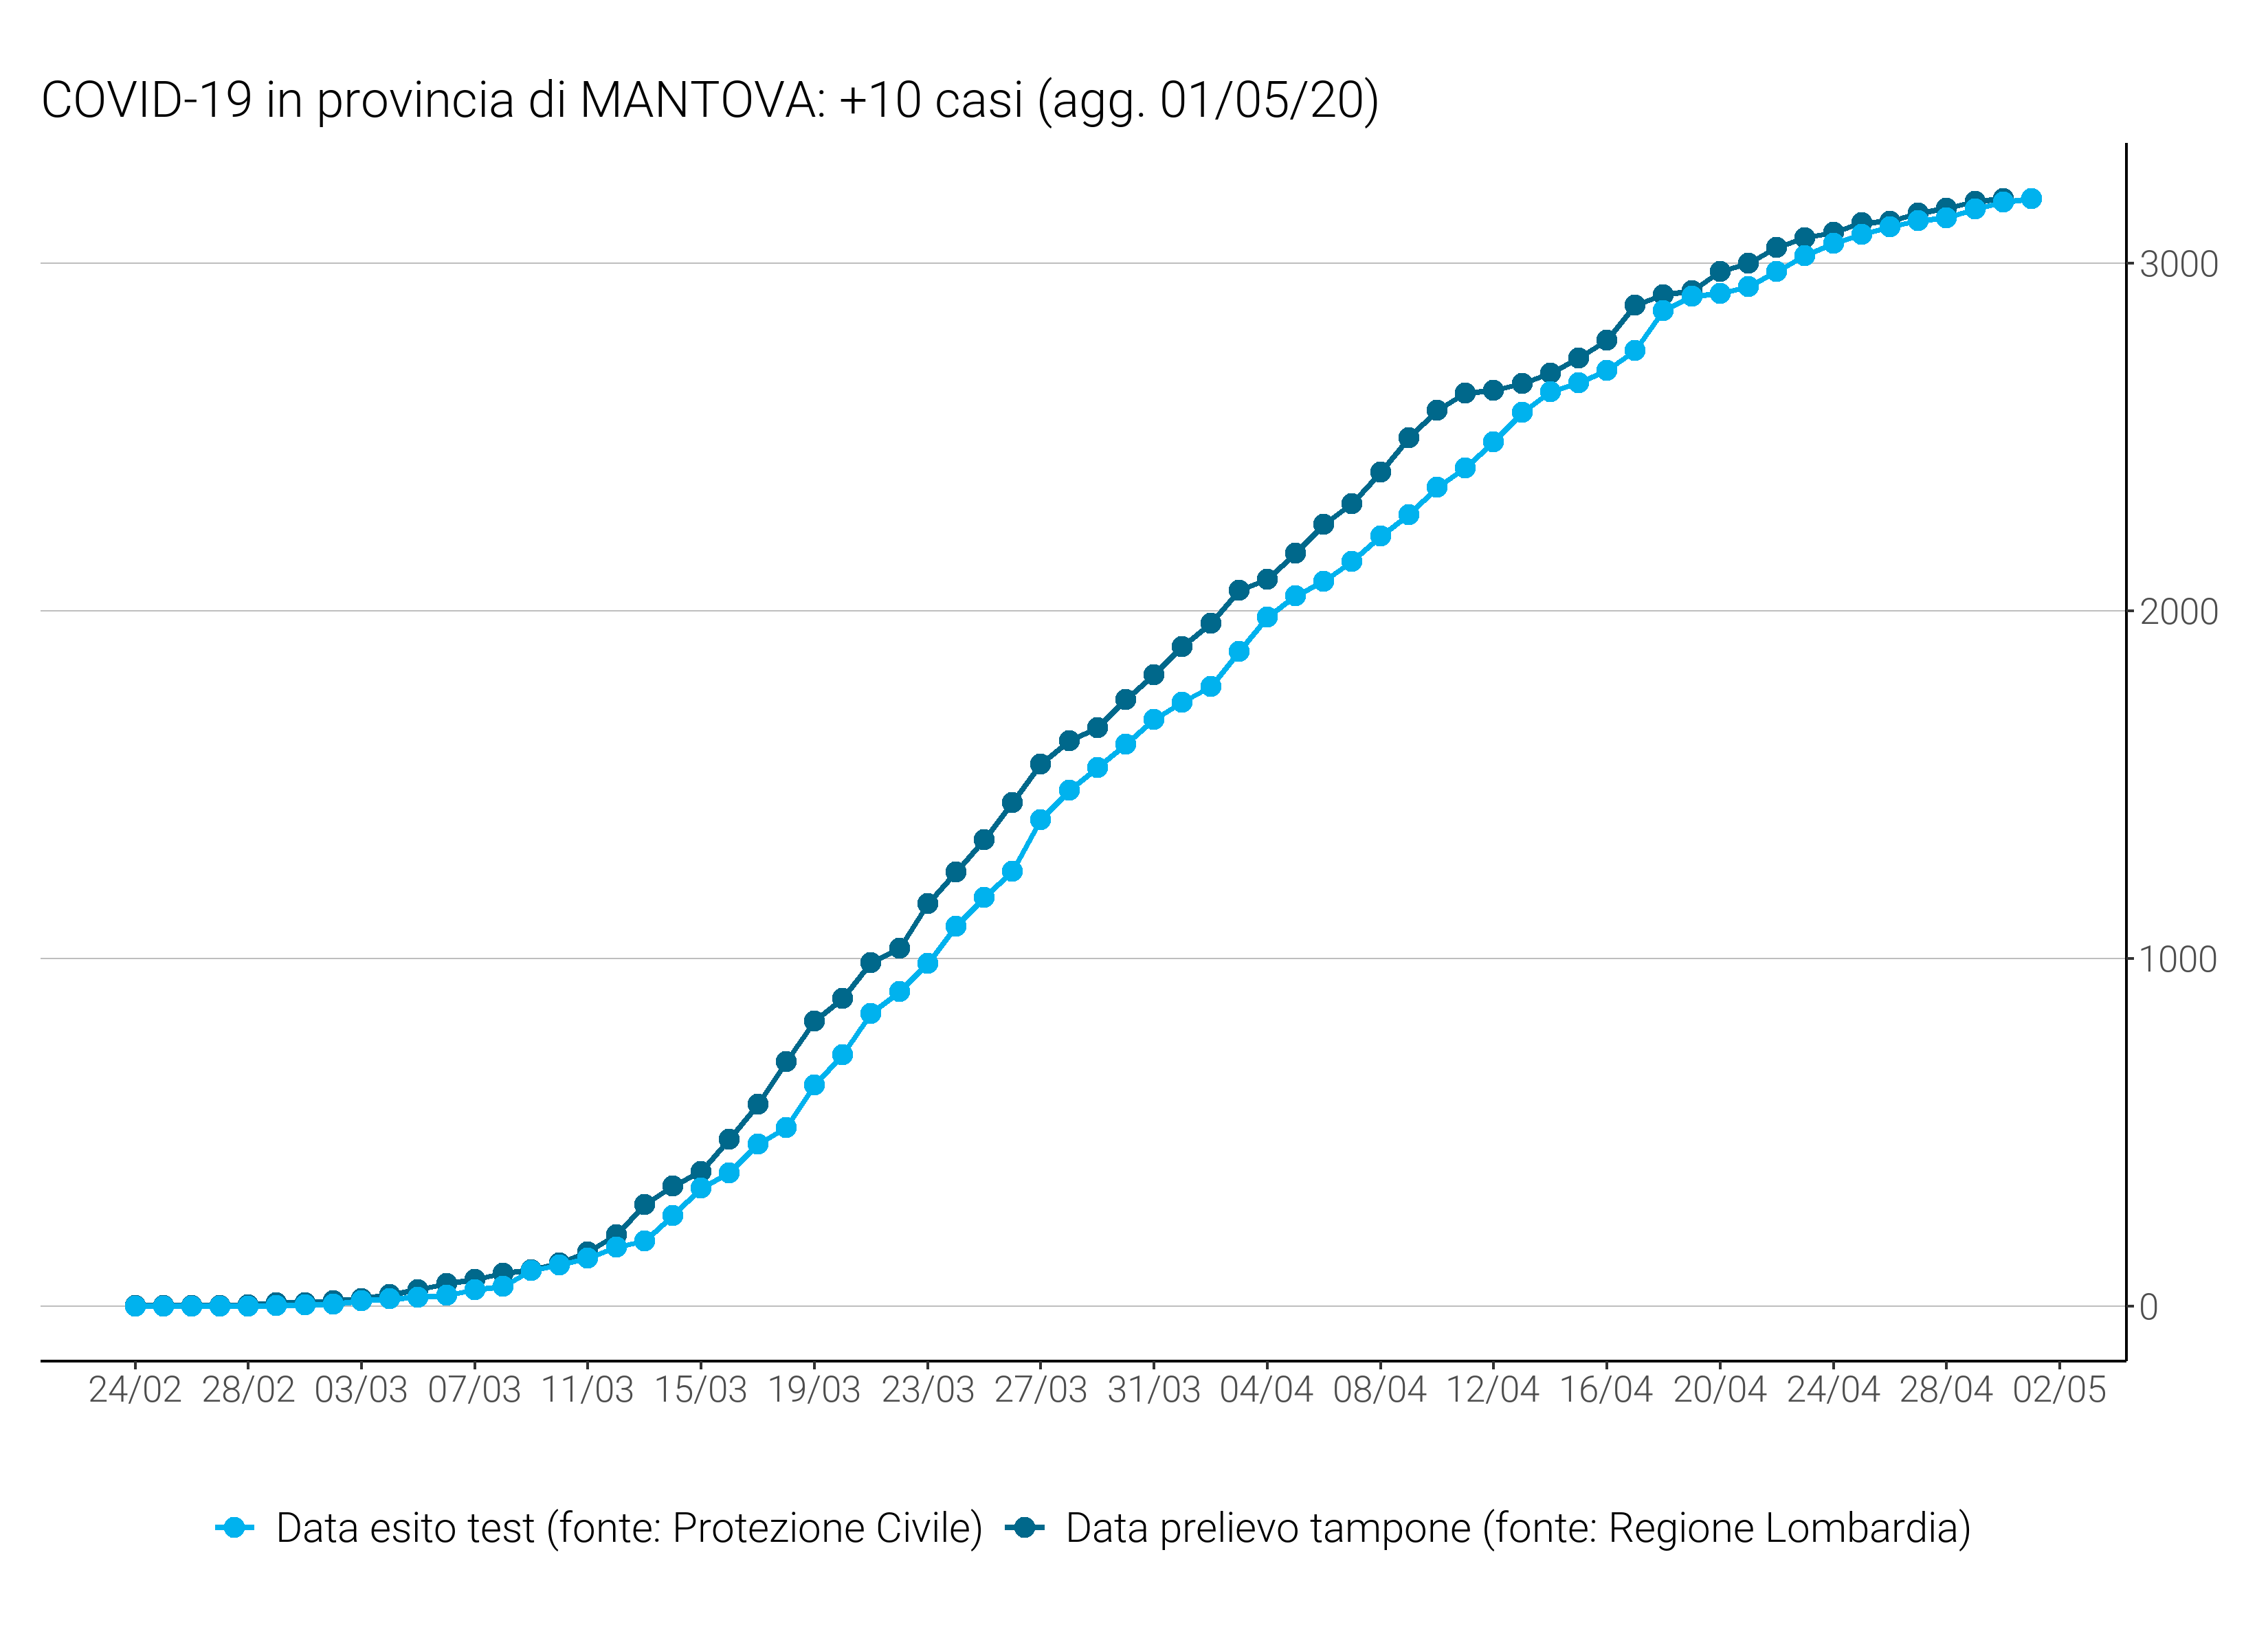 COVID-19 in provincia di MANTOVA: +10 casi (agg. 01/05/20)
3000
2000
1000
0
24/02 28/02 03/03 07/03 11/03 15/03 19/03 23/03 27/03 31/03 04/04 08/04 12/04 16/04 20/04 24/04 28/04 02/05
Data esito test (fonte: Protezione Civile) Data prelievo tampone (fonte: Regione Lombardia)